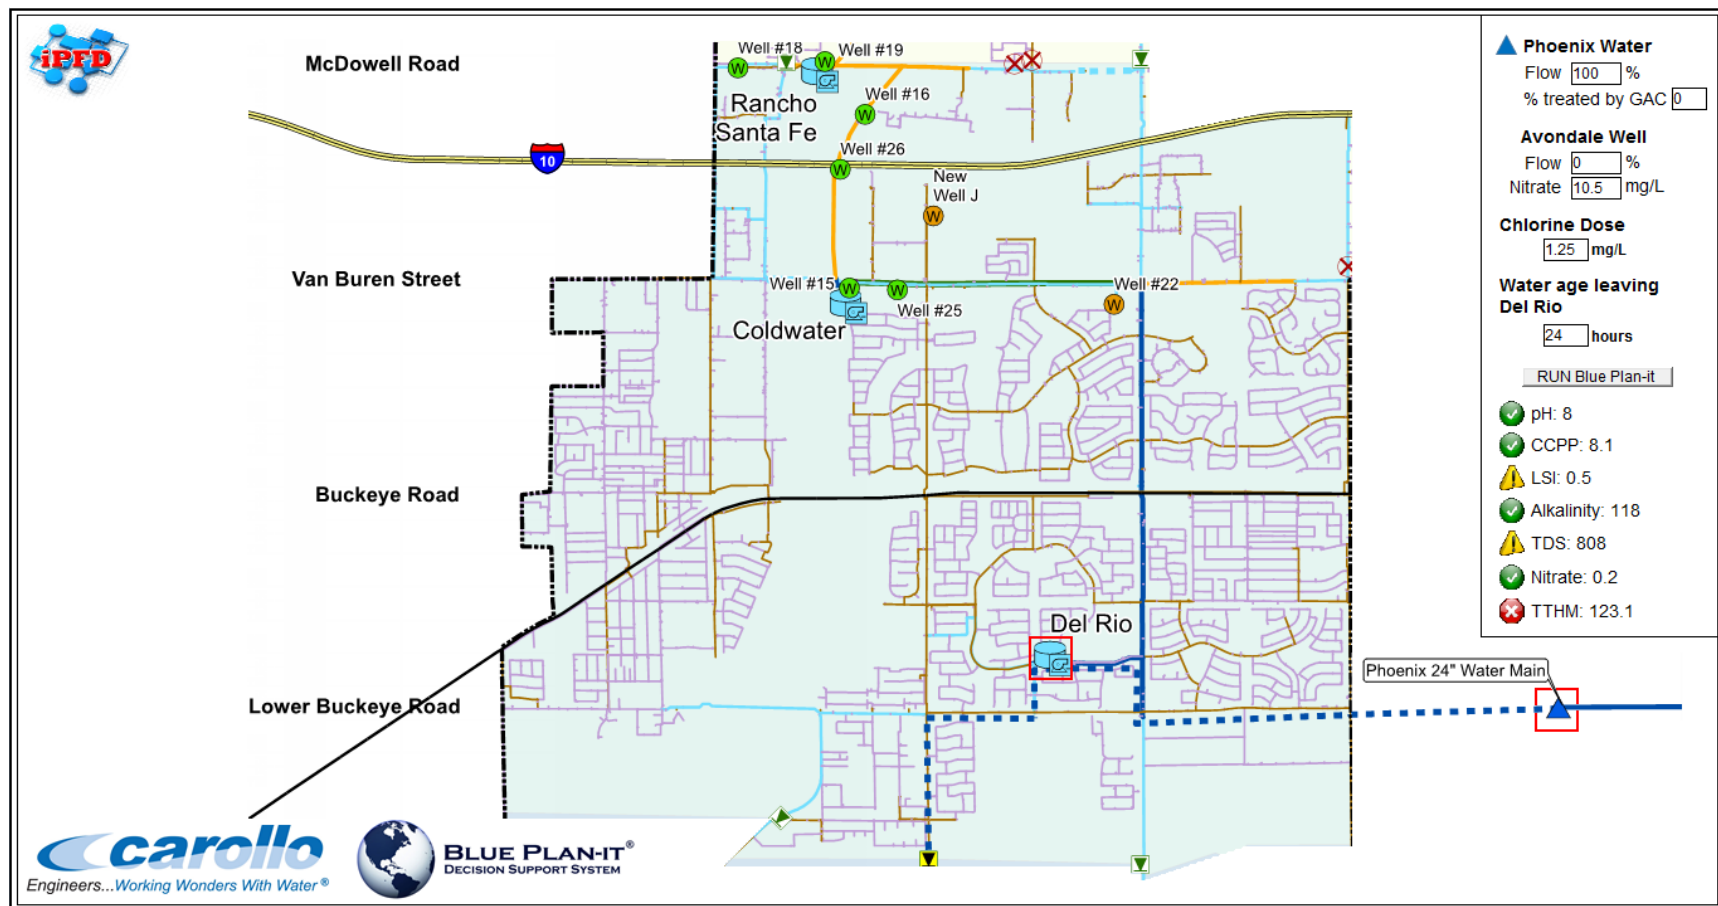 iPFD
McDowell Road
Well #18
Well #19
Rancho
Santa Fe
Well #16
10
Well #26
New
Well J
Van Buren Street
Well #15
Well #25
Well #22
Coldwater
W
W
W
W
W
W
W
W
Buckeye Road
Del Rio
Lower Buckeye Road
Phoenix 24" Water Main
Phoenix Water
Flow 100 %
% treated by GAC 0
Avondale Well
Flow 0 %
Nitrate 10.5 mg/L
Chlorine Dose
1.25 mg/L
Water age leaving
Del Rio
24 hours
RUN Blue Plan-it
pH: 8
CCPP: 8.1
LSI: 0.5
Alkalinity: 118
TDS: 808
Nitrate: 0.2
TTHM: 123.1
carollo
Engineers...Working Wonders With Water®
BLUE PLAN-IT®
DECISION SUPPORT SYSTEM